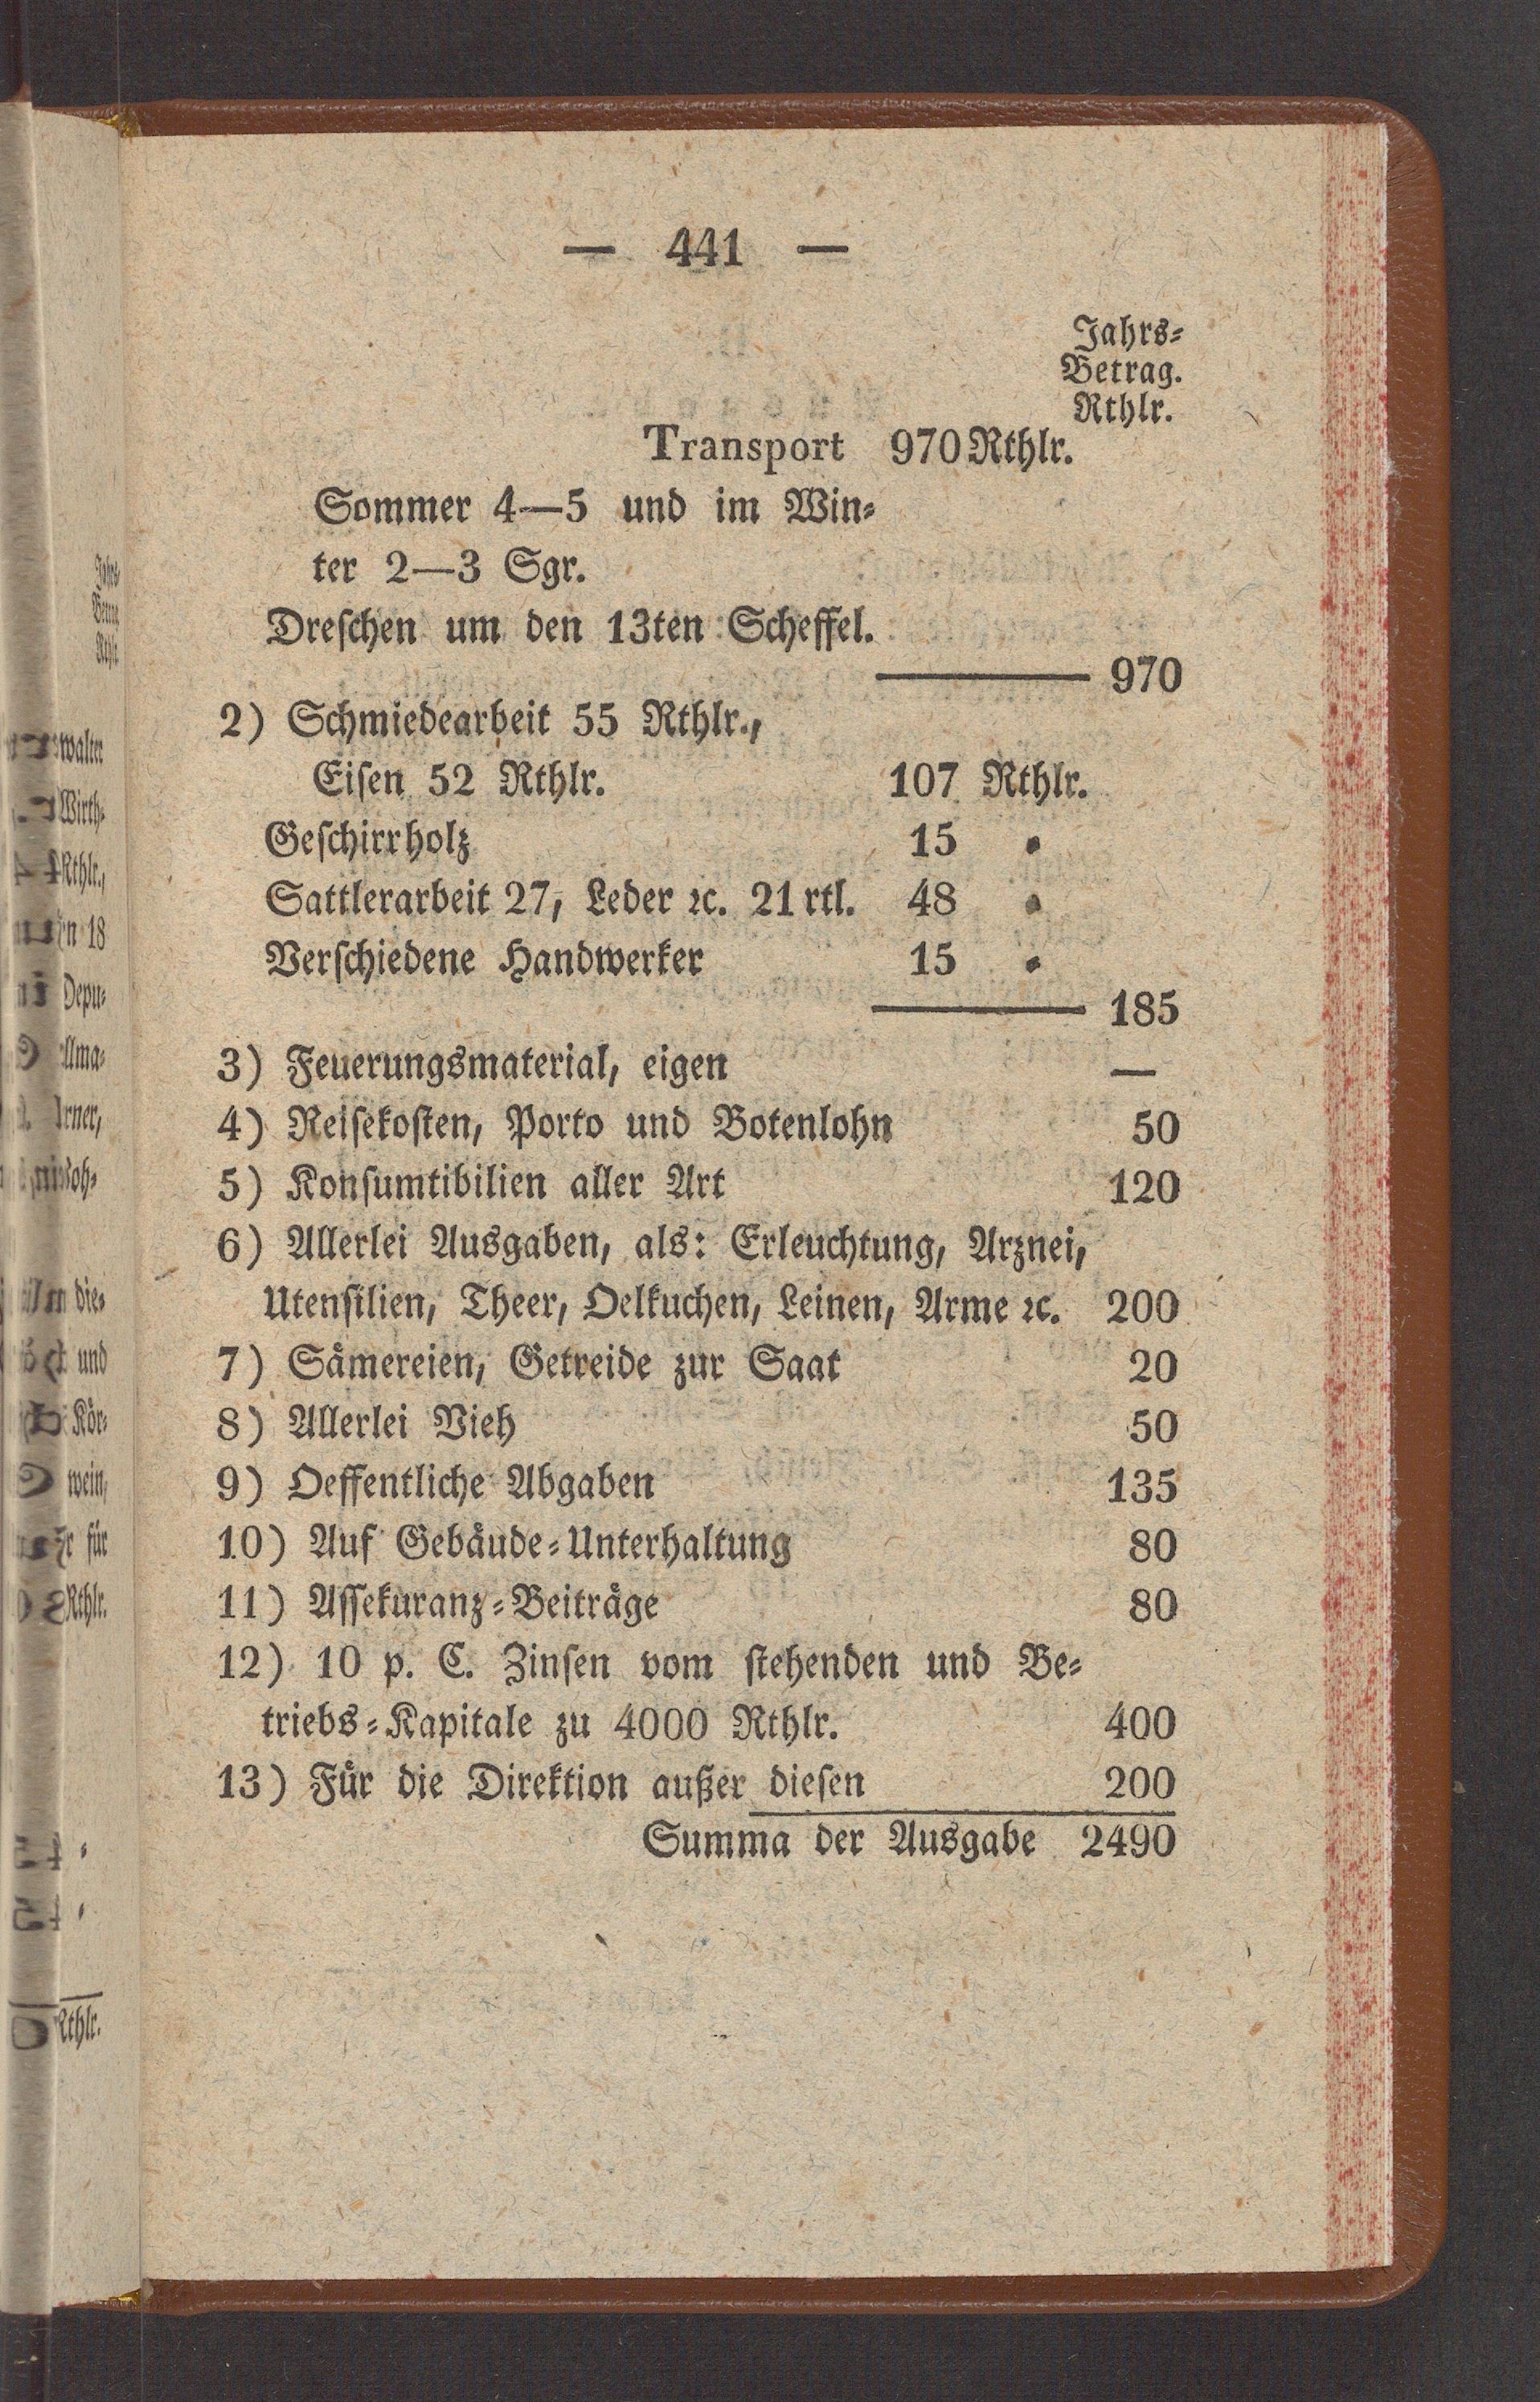 — 441 —
Jahrs-
Betrag.
Rthlr.
Transport 970 Rthlr.
Sommer 4—5 und im Win-
ter 2—3 Sgr.
Dreſchen um den 13ten Scheffel.
970
2) Schmiedearbeit 55 Rthlr.,
Eiſen 52 Rthlr. 107 Rthlr.
Geſchirrholz 15 =
Sattlerarbeit 27, Leder ꝛc. 21 rtl. 48 =
Verſchiedene Handwerker 15 =
185
3) Feuerungsmaterial, eigen —
4) Reiſekoſten, Porto und Botenlohn 50
5) Konſumtibilien aller Art 120
6) Allerlei Ausgaben, als: Erleuchtung, Arznei,
Utenſilien, Theer, Oelkuchen, Leinen, Arme ꝛc. 200
7) Sämereien, Getreide zur Saat 20
8) Allerlei Vieh 50
9) Oeffentliche Abgaben 135
10) Auf Gebäude-Unterhaltung 80
11) Aſſekuranz-Beiträge 80
12) 10 p. C. Zinſen vom ſtehenden und Be-
triebs-Kapitale zu 4000 Rthlr. 400
13) Für die Direktion außer dieſen 200
Summa der Ausgabe 2490